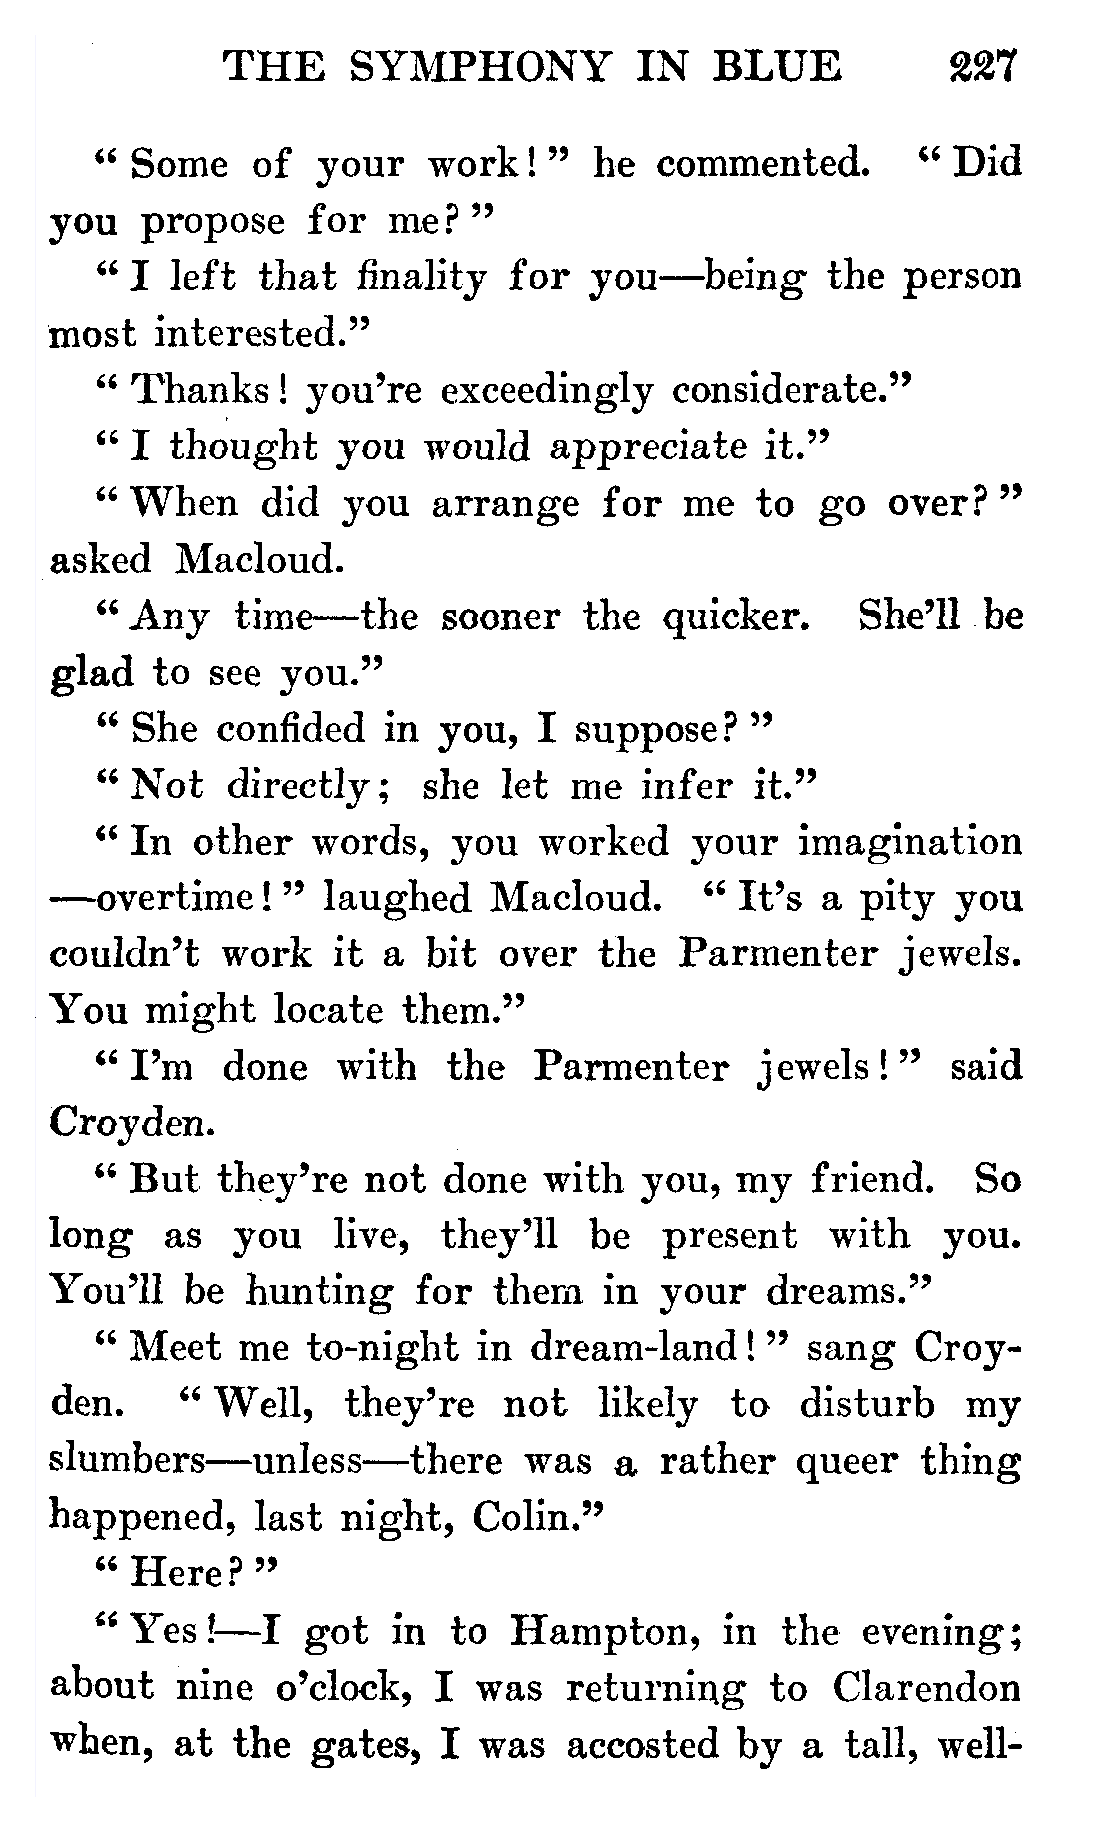 THE SYMPHONY IN BLUE 227
“Some of your work!” he commented. “Did
you propose for me?”
“I left that finality for you—being the person
most interested.”
“Thanks! you’re exceedingly considerate.”
“I thought you would appreciate it.”
“When did you arrange for me to go over?”
asked Macloud.
“Any time—the sooner the quicker. She’ll be
glad to see you.”
“She confided in you, I suppose?”
“Not directly; she let me infer it.”
“In other words, you worked your imagination
—overtime!” laughed Macloud. “It’s a pity you
couldn’t work it a bit over the Parmenter jewels.
You might locate them.”
“I’m done with the Parmenter jewels!” said
Croyden.
“But they’re not done with you, my friend. So
long as you live, they’ll be present with you.
You’ll be hunting for them in your dreams.”
“Meet me to-night in dream-land!” sang Croy-
den. “Well, they’re not likely to disturb my
slumbers—unless—there was a rather queer thing
happened, last night, Colin.”
“Here?”
“Yes!—I got in to Hampton, in the evening;
about nine o’clock, I was returning to Clarendon
when, at the gates, I was accosted by a tall, well-